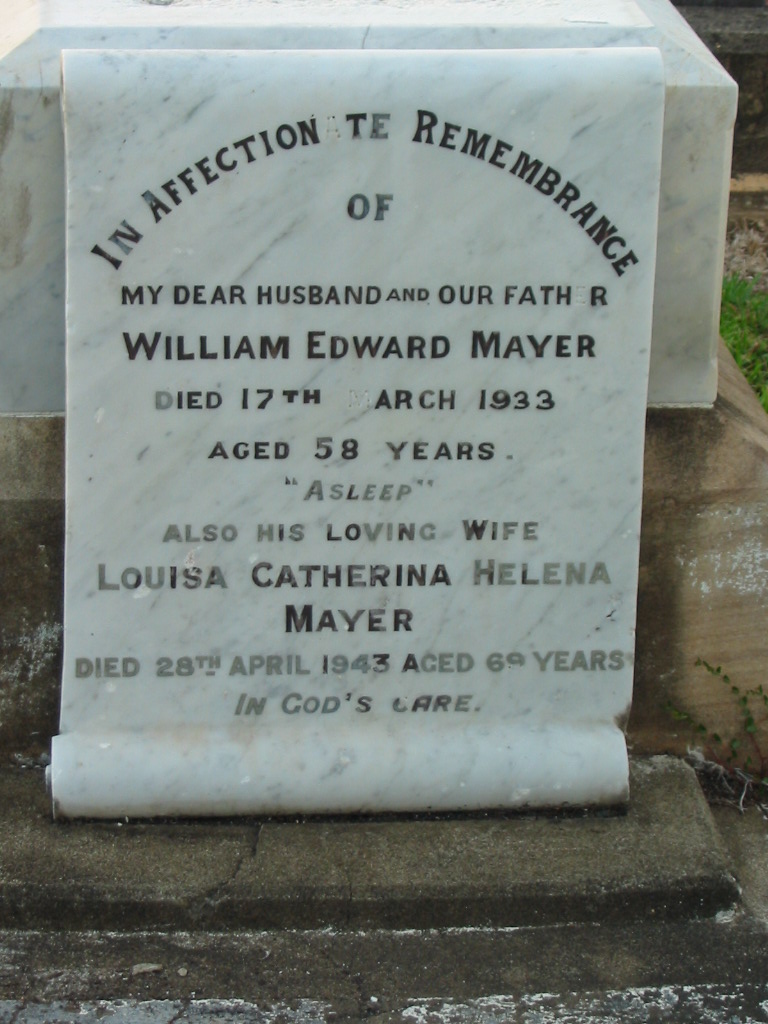 IN AFFECTIONATE REMEMBRANCE
OF
MY DEAR HUSBAND AND OUR FATHER
WILLIAM EDWARD MAYER
DIED 17TH MARCH 1933
AGED 58 YEARS.
"ASLEEP"
ALSO HIS LOVING WIFE
LOUISA CATHERINA HELENA
MAYER
DIED 28TH APRIL 1943 AGED 69 YEARS
IN GOD'S CARE.